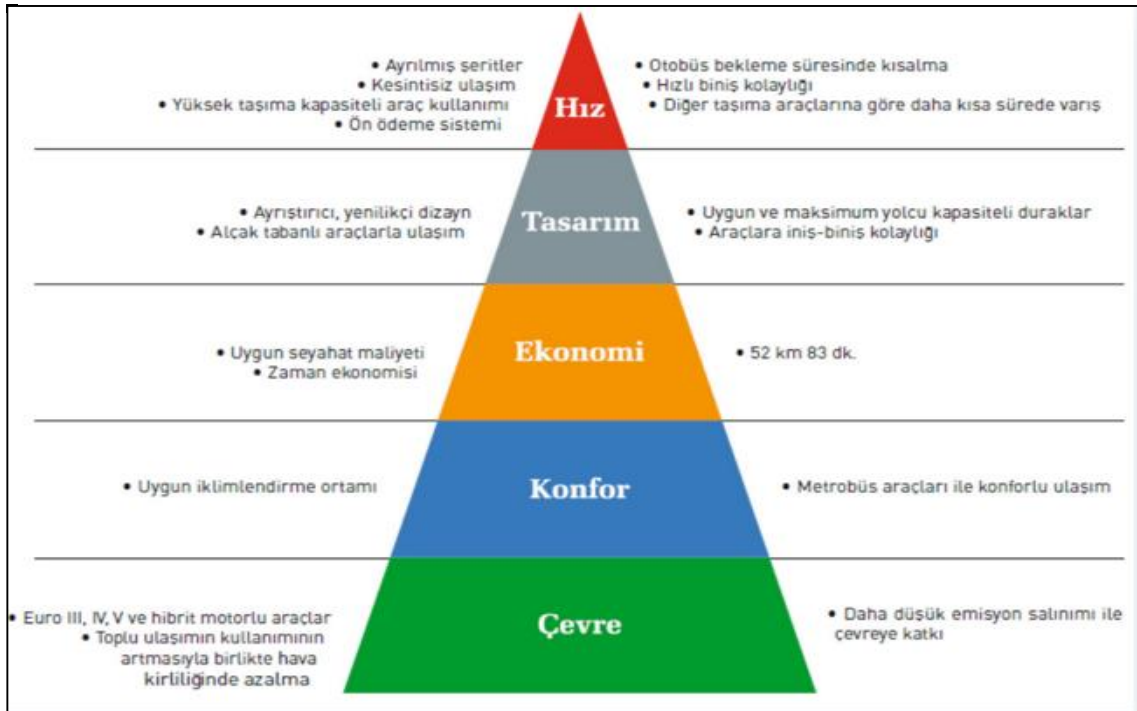 • Ayrılmış şeritler
• Kesintisiz ulaşım
• Yüksek taşıma kapasiteli araç kullanımı
• Ön ödeme sistemi
Hız
• Otobüs bekleme süresinde kısalma
• Hızlı biniş kolaylığı
• Diğer taşıma araçlarına göre daha kısa sürede varış
• Ayrıştırıcı, yenilikçi dizayn
• Alçak tabanlı araçlarla ulaşım
Tasarım
• Uygun ve maksimum yolcu kapasiteli duraklar
• Araçlara iniş-biniş kolaylığı
• Uygun seyahat maliyeti
• Zaman ekonomisi
Ekonomi
• 52 km 83 dk.
• Uygun iklimlendirme ortamı
Konfor
• Metrobüs araçları ile konforlu ulaşım
• Euro III, IV, V ve hibrit motorlu araçlar
• Toplu ulaşımın kullanımının
artmasıyla birlikte hava
kirliliğinde azalma
Çevre
• Daha düşük emisyon salınımı ile
çevreye katkı